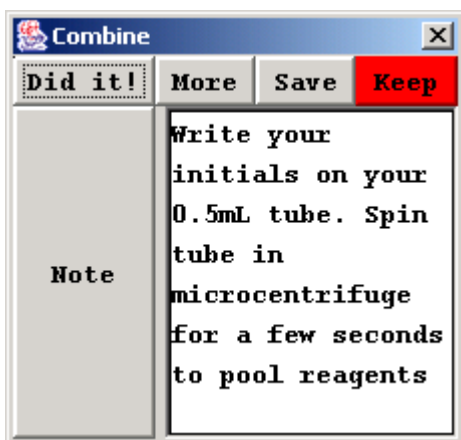 Combine
Did it! More Save Keep
Note
Write your
initials on your
0.5mL tube. Spin
tube in
microcentrifuge
for a few seconds
to pool reagents